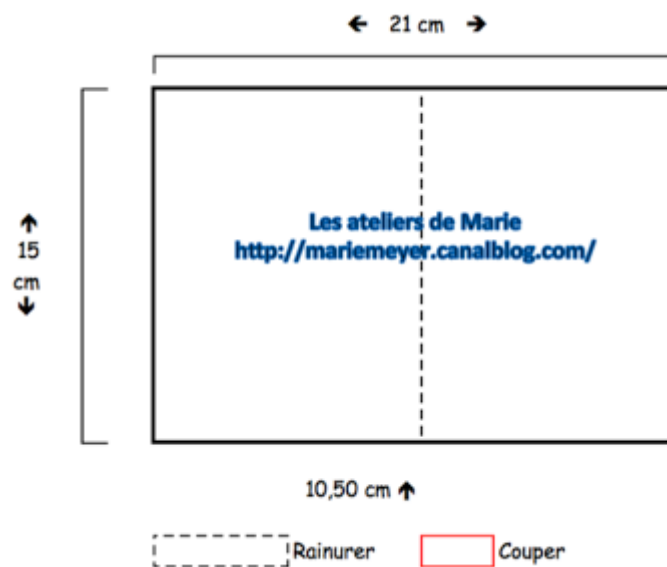 ← 21 cm →
↑
15
cm
↓
Les ateliers de Marie
http://mariemeyer.canalblog.com/
10,50 cm ↑
Rainurer
Couper